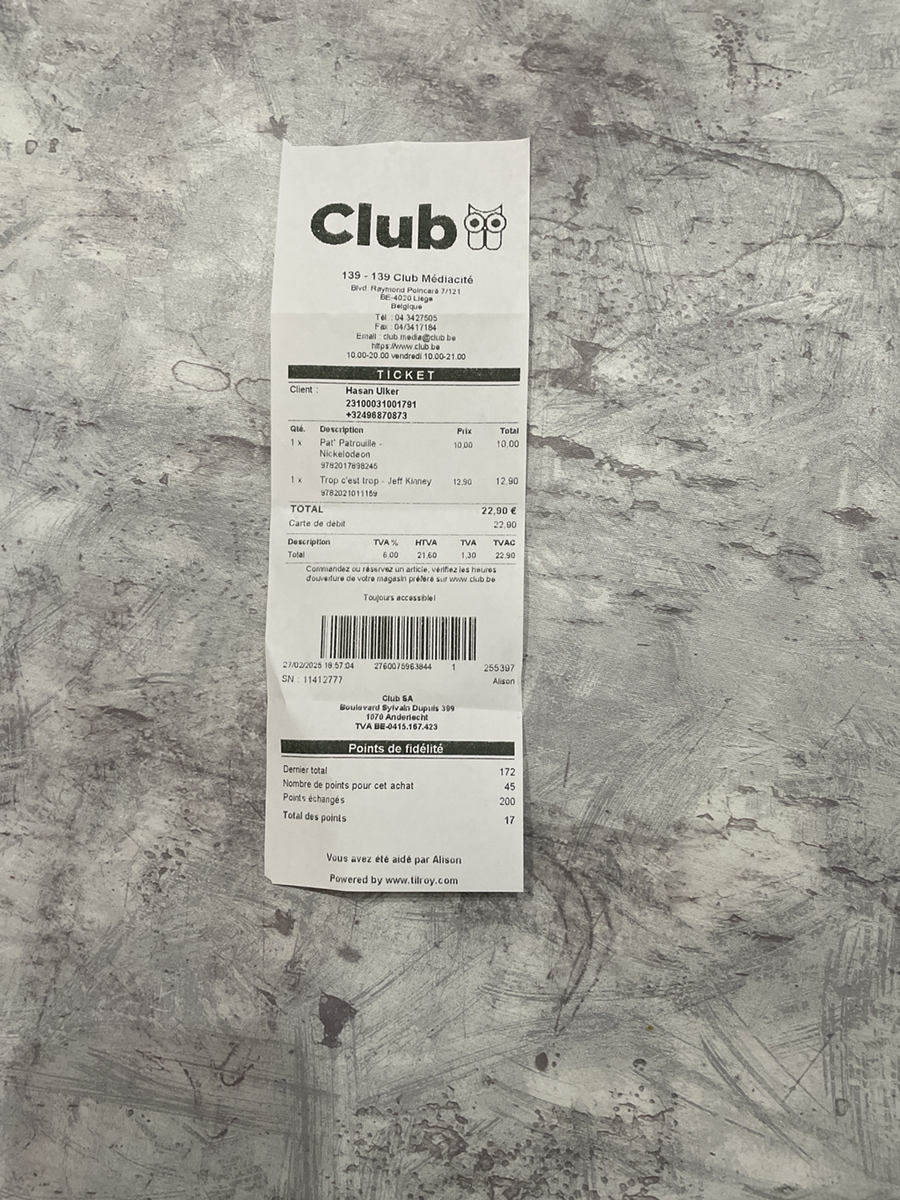 Club
139 - 139 Club Médiacité
Blvd. Raymond Poincaré 7/121
BE-4020 Liège
Belgique
Tél : 04 3427505
Fax : 04/3417184
Email : club.media@club.be
https://www.club.be
10.00-20.00 vendredi 10.00-21.00
TICKET
Client : Hasan Ulker
23100031001791
+32496870873
Qté. Description Prix Total
1 x Pat' Patrouille - 10,00 10,00
Nickelodeon
9782017898245
1 x Trop c'est trop - Jeff Kinney 12,90 12,90
9782021011159
TOTAL 22,90 €
Carte de débit 22,90
Description TVA % HTVA TVA TVAC
Total 6.00 21,60 1,30 22,90
Commandez ou réservez un article, vérifiez les heures
d'ouverture de votre magasin préféré sur www.club.be
Toujours accessible!
27/02/2025 18:57:04 2760075963844 1 255397
SN : 11412777 Alison
Club SA
Boulevard Sylvain Dupuis 399
1070 Anderlecht
TVA BE-0415.167.423
Points de fidélité
Dernier total 172
Nombre de points pour cet achat 45
Points échangés 200
Total des points 17
Vous avez été aidé par Alison
Powered by www.tilroy.com